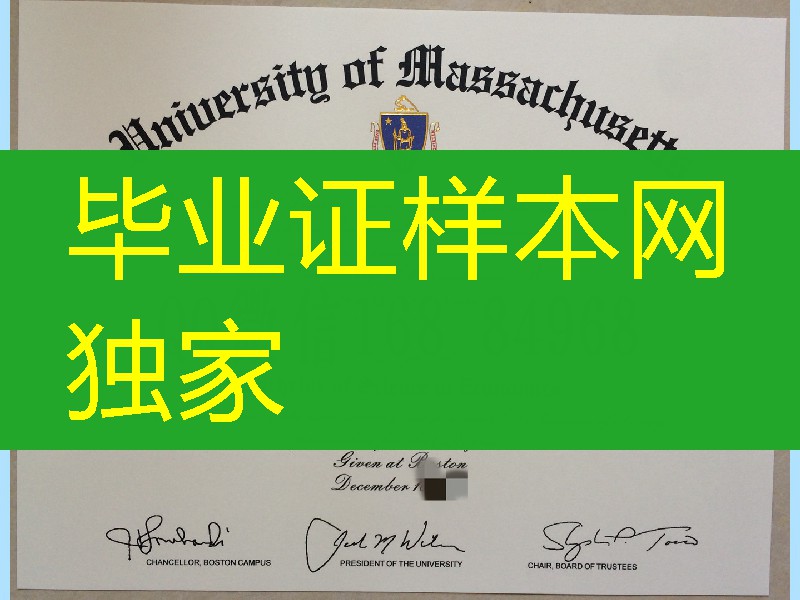 University of Massachusett
毕业证样本网
独家
Given at
December 1
CHANCELLOR, BOSTON CAMPUS
PRESIDENT OF THE UNIVERSITY
CHAIR, BOARD OF TRUSTEES